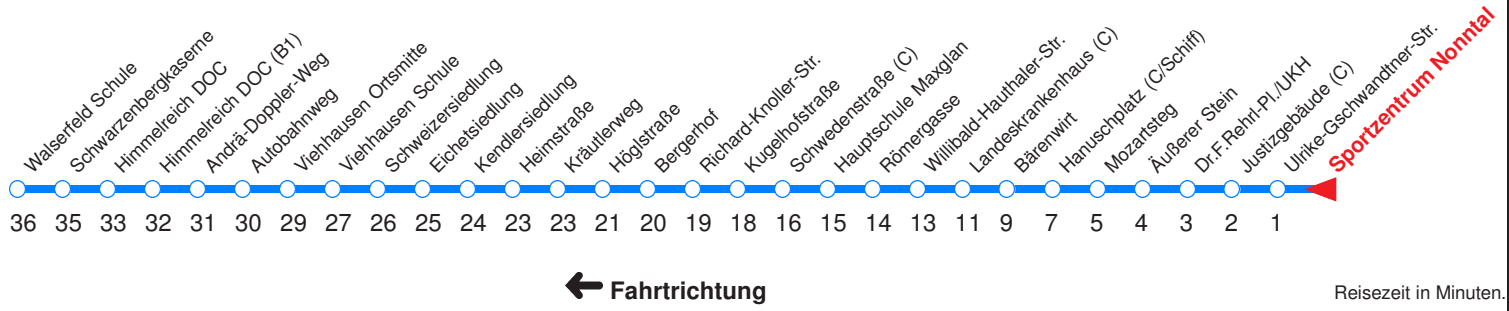 Walserfeld Schule
Schwarzenbergkaserne
Himmelreich DOC
Himmelreich DOC (B1)
Andrä-Doppler-Weg
Autobahnweg
Viehhausen Ortsmitte
Viehhausen Schule
Schweizersiedlung
Eichetsiedlung
Kendlersiedlung
Heimstraße
Kräutlerweg
Höglstraße
Bergerhof
Richard-Knoller-Str.
Kugelhofstraße
Schwedenstraße (C)
Hauptschule Maxglan
Römergasse
Willibald-Hauthaler-Str.
Landeskrankenhaus (C)
Bärenwirt
Hanuschplatz (C/Schiff)
Mozartsteg
Äußerer Stein
Dr.F.Rehrl-Pl./UKH
Justizgebäude (C)
Ulrike-Gschwandtner-Str.
Sportzentrum Nonntal
36 35 33 32 31 30 29 27 26 25 24 23 23 21 20 19 18 16 15 14 13 11 9 7 5 4 3 2 1
Fahrtrichtung
Reisezeit in Minuten.